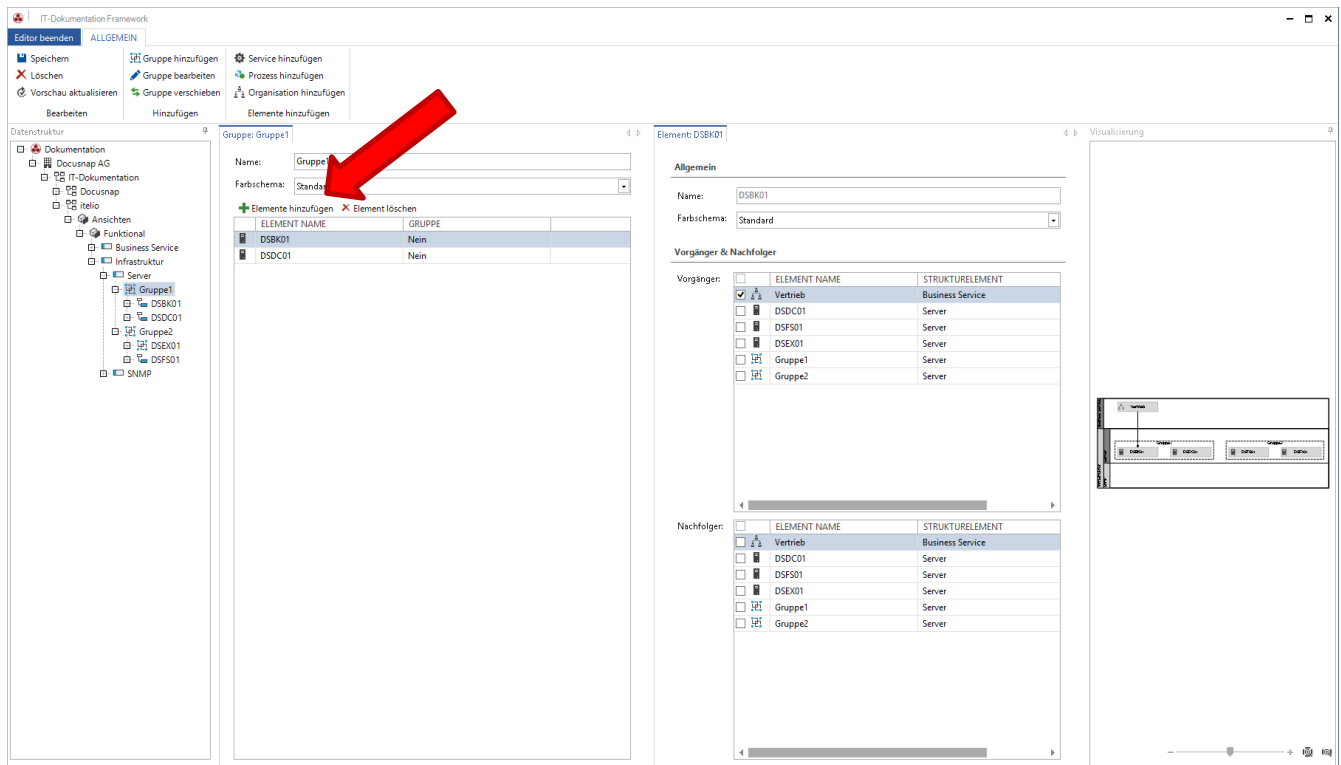 IT-Dokumentation Framework
Editor beenden ALLGEMEIN
Speichern Gruppe hinzufügen Service hinzufügen
Löschen Gruppe bearbeiten Prozess hinzufügen
Vorschau aktualisieren Gruppe verschieben Organisation hinzufügen
Bearbeiten Hinzufügen Elemente hinzufügen
Datenstruktur
Dokumentation
Docusnap AG
IT-Dokumentation
Docusnap
itelio
Ansichten
Funktional
Business Service
Infrastruktur
Server
Gruppe1
DSBK01
DSDC01
Gruppe2
DSEX01
DSFS01
SNMP
Gruppe: Gruppe1
Name: Gruppe1
Farbschema: Standard
Elemente hinzufügen Element löschen
ELEMENT NAME GRUPPE
DSBK01 Nein
DSDC01 Nein
Element: DSBK01
Allgemein
Name: DSBK01
Farbschema: Standard
Vorgänger & Nachfolger
Vorgänger: ELEMENT NAME STRUKTURELEMENT
Vertrieb Business Service
DSDC01 Server
DSFS01 Server
DSEX01 Server
Gruppe1 Server
Gruppe2 Server
Nachfolger: ELEMENT NAME STRUKTURELEMENT
Vertrieb Business Service
DSDC01 Server
DSFS01 Server
DSEX01 Server
Gruppe1 Server
Gruppe2 Server
Visualisierung